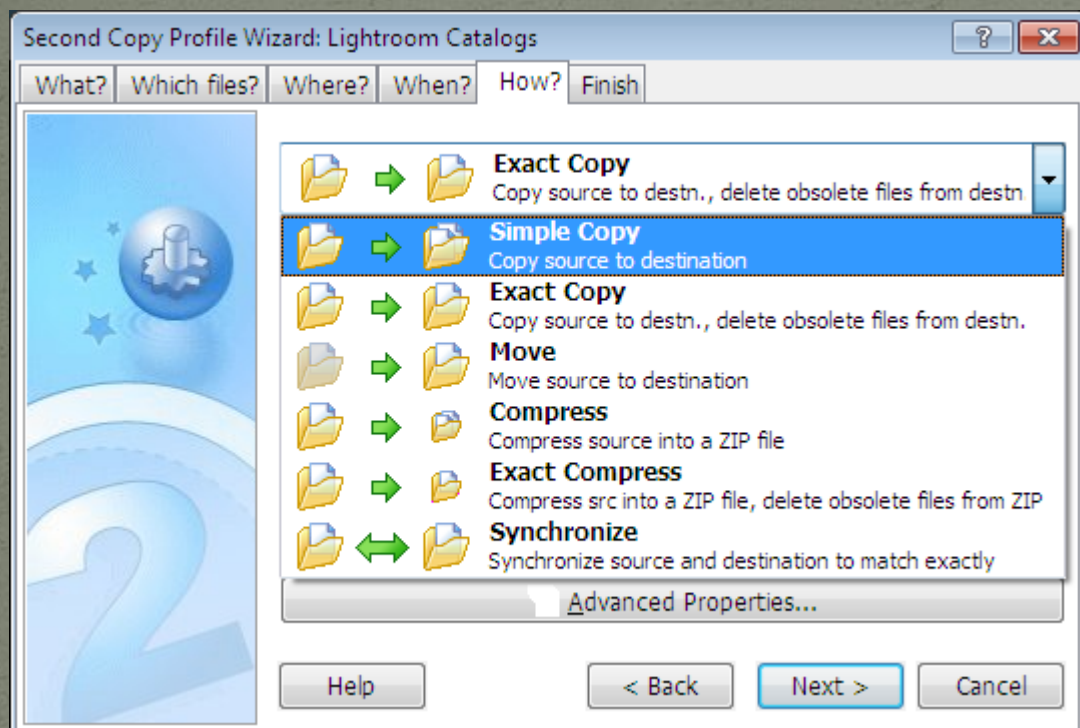 Second Copy Profile Wizard: Lightroom Catalogs
What? Which files? Where? When? How? Finish
Exact Copy
Copy source to destn., delete obsolete files from destn
Simple Copy
Copy source to destination
Exact Copy
Copy source to destn., delete obsolete files from destn.
Move
Move source to destination
Compress
Compress source into a ZIP file
Exact Compress
Compress src into a ZIP file, delete obsolete files from ZIP
Synchronize
Synchronize source and destination to match exactly
Advanced Properties...
2
Help < Back Next > Cancel